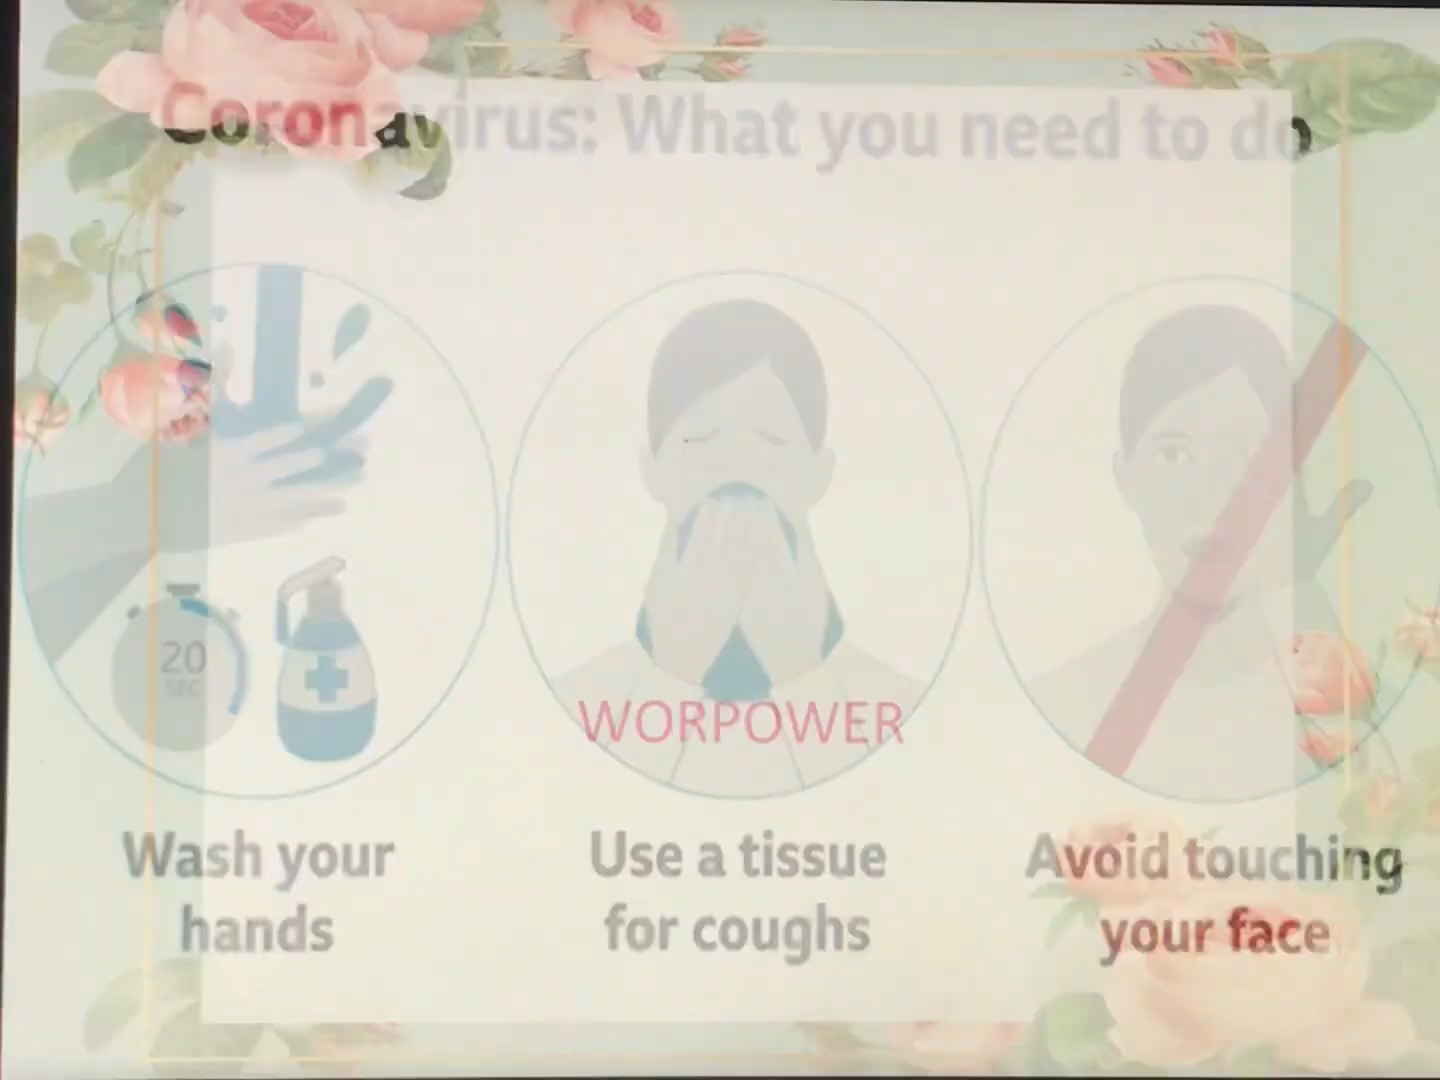 Coronavirus: What you need to do
20
SEC
WORPOWER
Wash your
hands
Use a tissue
for coughs
Avoid touching
your face